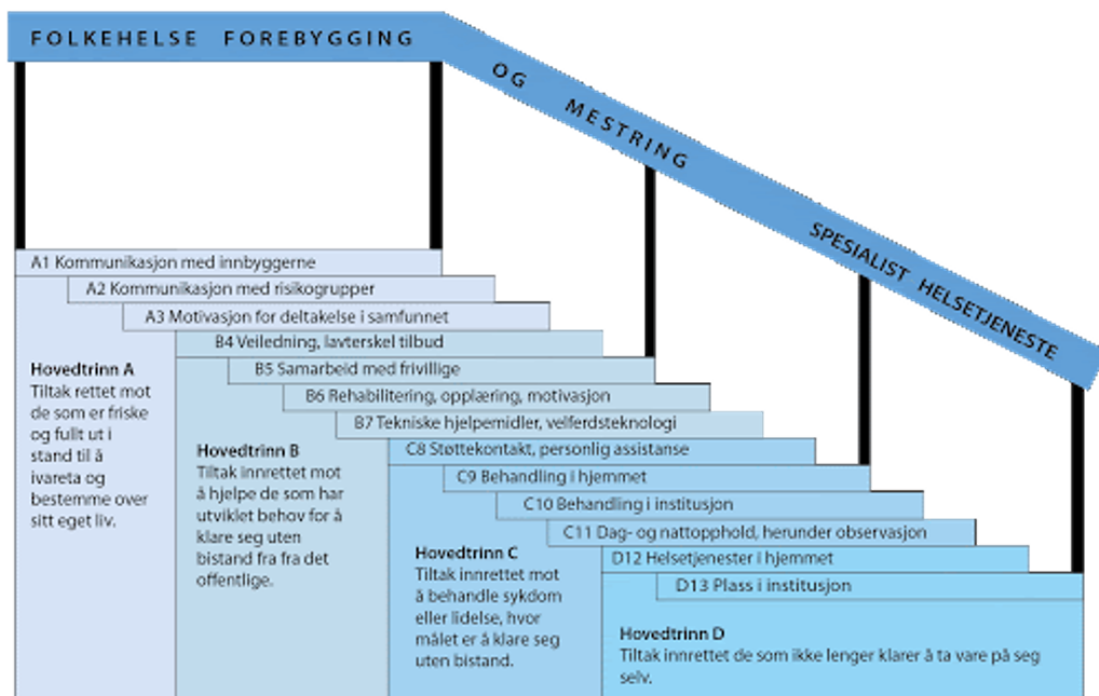 FOLKEHELSE FOREBYGGING
OG MESTRING
SPESIALIST HELSETJENESTE
A1 Kommunikasjon med innbyggerne
A2 Kommunikasjon med risikogrupper
A3 Motivasjon for deltakelse i samfunnet
B4 Veiledning, lavterskel tilbud
B5 Samarbeid med frivillige
B6 Rehabilitering, opplæring, motivasjon
B7 Tekniske hjelpemidler, velferdsteknologi
C8 Støttekontakt, personlig assistanse
C9 Behandling i hjemmet
C10 Behandling i institusjon
C11 Dag- og nattopphold, herunder observasjon
D12 Helsetjenester i hjemmet
D13 Plass i institusjon
Hovedtrinn A
Tiltak rettet mot
de som er friske
og fullt ut i
stand til å
ivareta og
bestemme over
sitt eget liv.
Hovedtrinn B
Tiltak innrettet mot
å hjelpe de som har
utviklet behov for å
klare seg uten
bistand fra fra det
offentlige.
Hovedtrinn C
Tiltak innrettet mot
å behandle sykdom
eller lidelse, hvor
målet er å klare seg
uten bistand.
Hovedtrinn D
Tiltak innrettet de som ikke lenger klarer å ta vare på seg
selv.